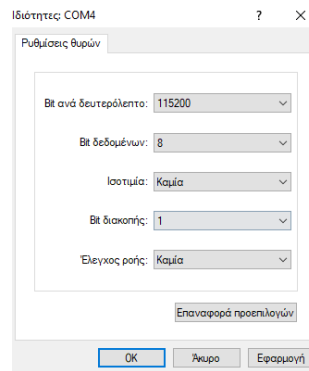 Ιδιότητες: COM4 ? ×
Ρυθμίσεις θυρών
Bit ανά δευτερόλεπτο: 115200
Bit δεδομένων: 8
Ισοτιμία: Καμία
Bit διακοπής: 1
Έλεγχος ροής: Καμία
Επαναφορά προεπιλογών
OK Άκυρο Εφαρμογή